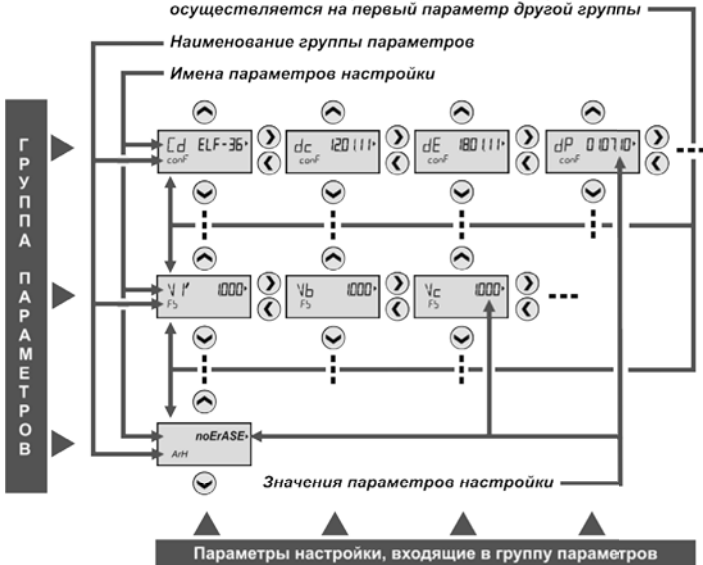 осуществляется на первый параметр другой группы
Наименование группы параметров
Имена параметров настройки
ГРУППА ПАРАМЕТРОВ
Cd ELF-36
conF
dc 120111
conF
dE 180111
conF
dP 010710
conF
V1' 1000
FS
Vb 1000
FS
Vc 1000
FS
noErASE
ArH
Значения параметров настройки
Параметры настройки, входящие в группу параметров